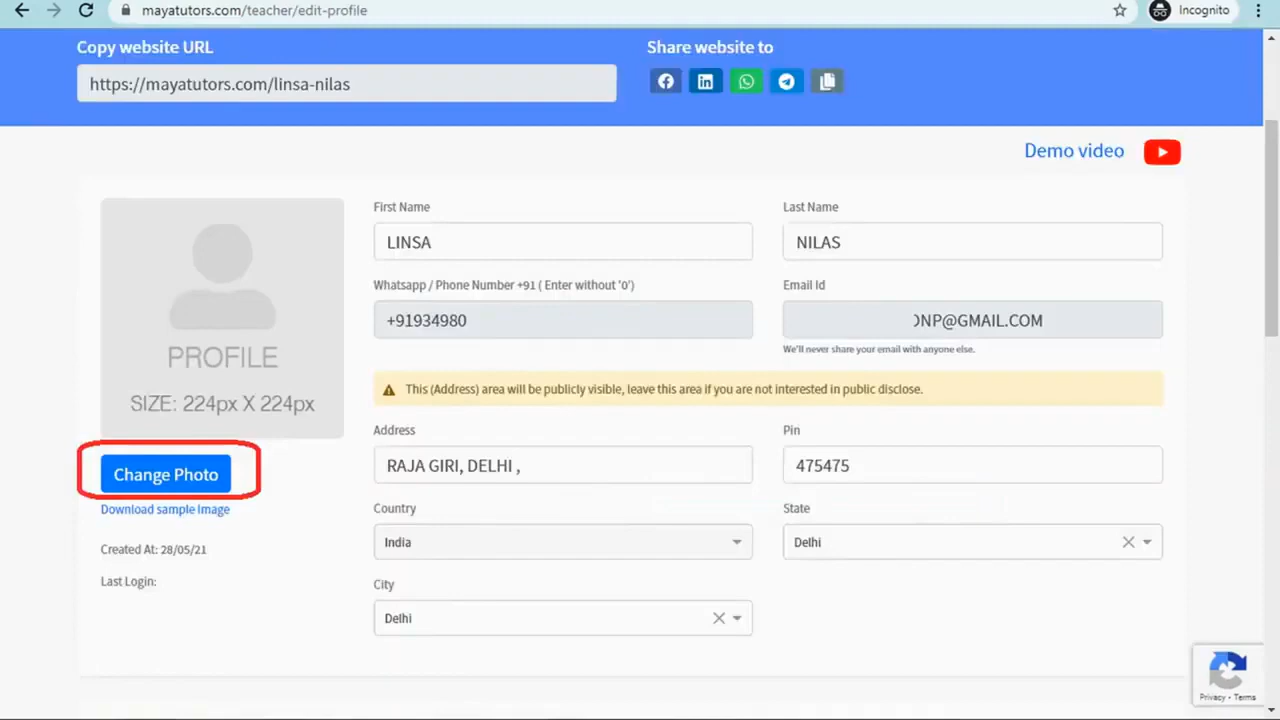 mayatutors.com/teacher/edit-profile
Incognito
Copy website URL
Share website to
https://mayatutors.com/linsa-nilas
Demo video
PROFILE
SIZE: 224px X 224px
Change Photo
Download sample Image
Created At: 28/05/21
Last Login:
First Name
Last Name
LINSA
NILAS
Whatsapp / Phone Number +91 ( Enter without '0')
Email Id
+91934980
NP@GMAIL.COM
We'll never share your email with anyone else.
This (Address) area will be publicly visible, leave this area if you are not interested in public disclose.
Address
Pin
RAJA GIRI, DELHI ,
475475
Country
State
India
Delhi
City
Delhi
Privacy - Terms